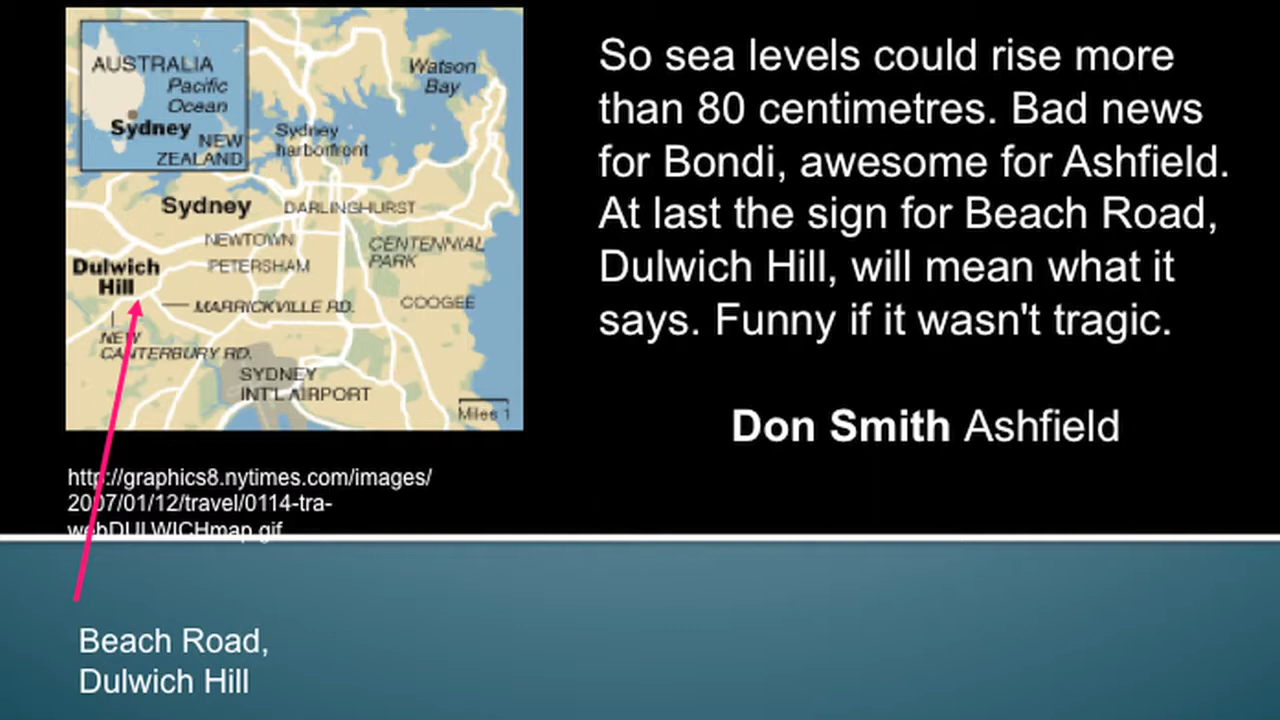 AUSTRALIA
Pacific
Ocean
Sydney
NEW
ZEALAND
Watson
Bay
Sydney
harborfront
Sydney
DARLINGHURST
NEWTOWN
CENTENNIAL
PARK
Dulwich
Hill
PETERSHAM
MARRICKVILLE RD.
COOGEE
NEW
CANTERBURY RD.
SYDNEY
INT'L AIRPORT
Miles 1
http://graphics8.nytimes.com/images/
2007/01/12/travel/0114-tra-
webDULWICHmap.gif
So sea levels could rise more
than 80 centimetres. Bad news
for Bondi, awesome for Ashfield.
At last the sign for Beach Road,
Dulwich Hill, will mean what it
says. Funny if it wasn't tragic.
Don Smith Ashfield
Beach Road,
Dulwich Hill